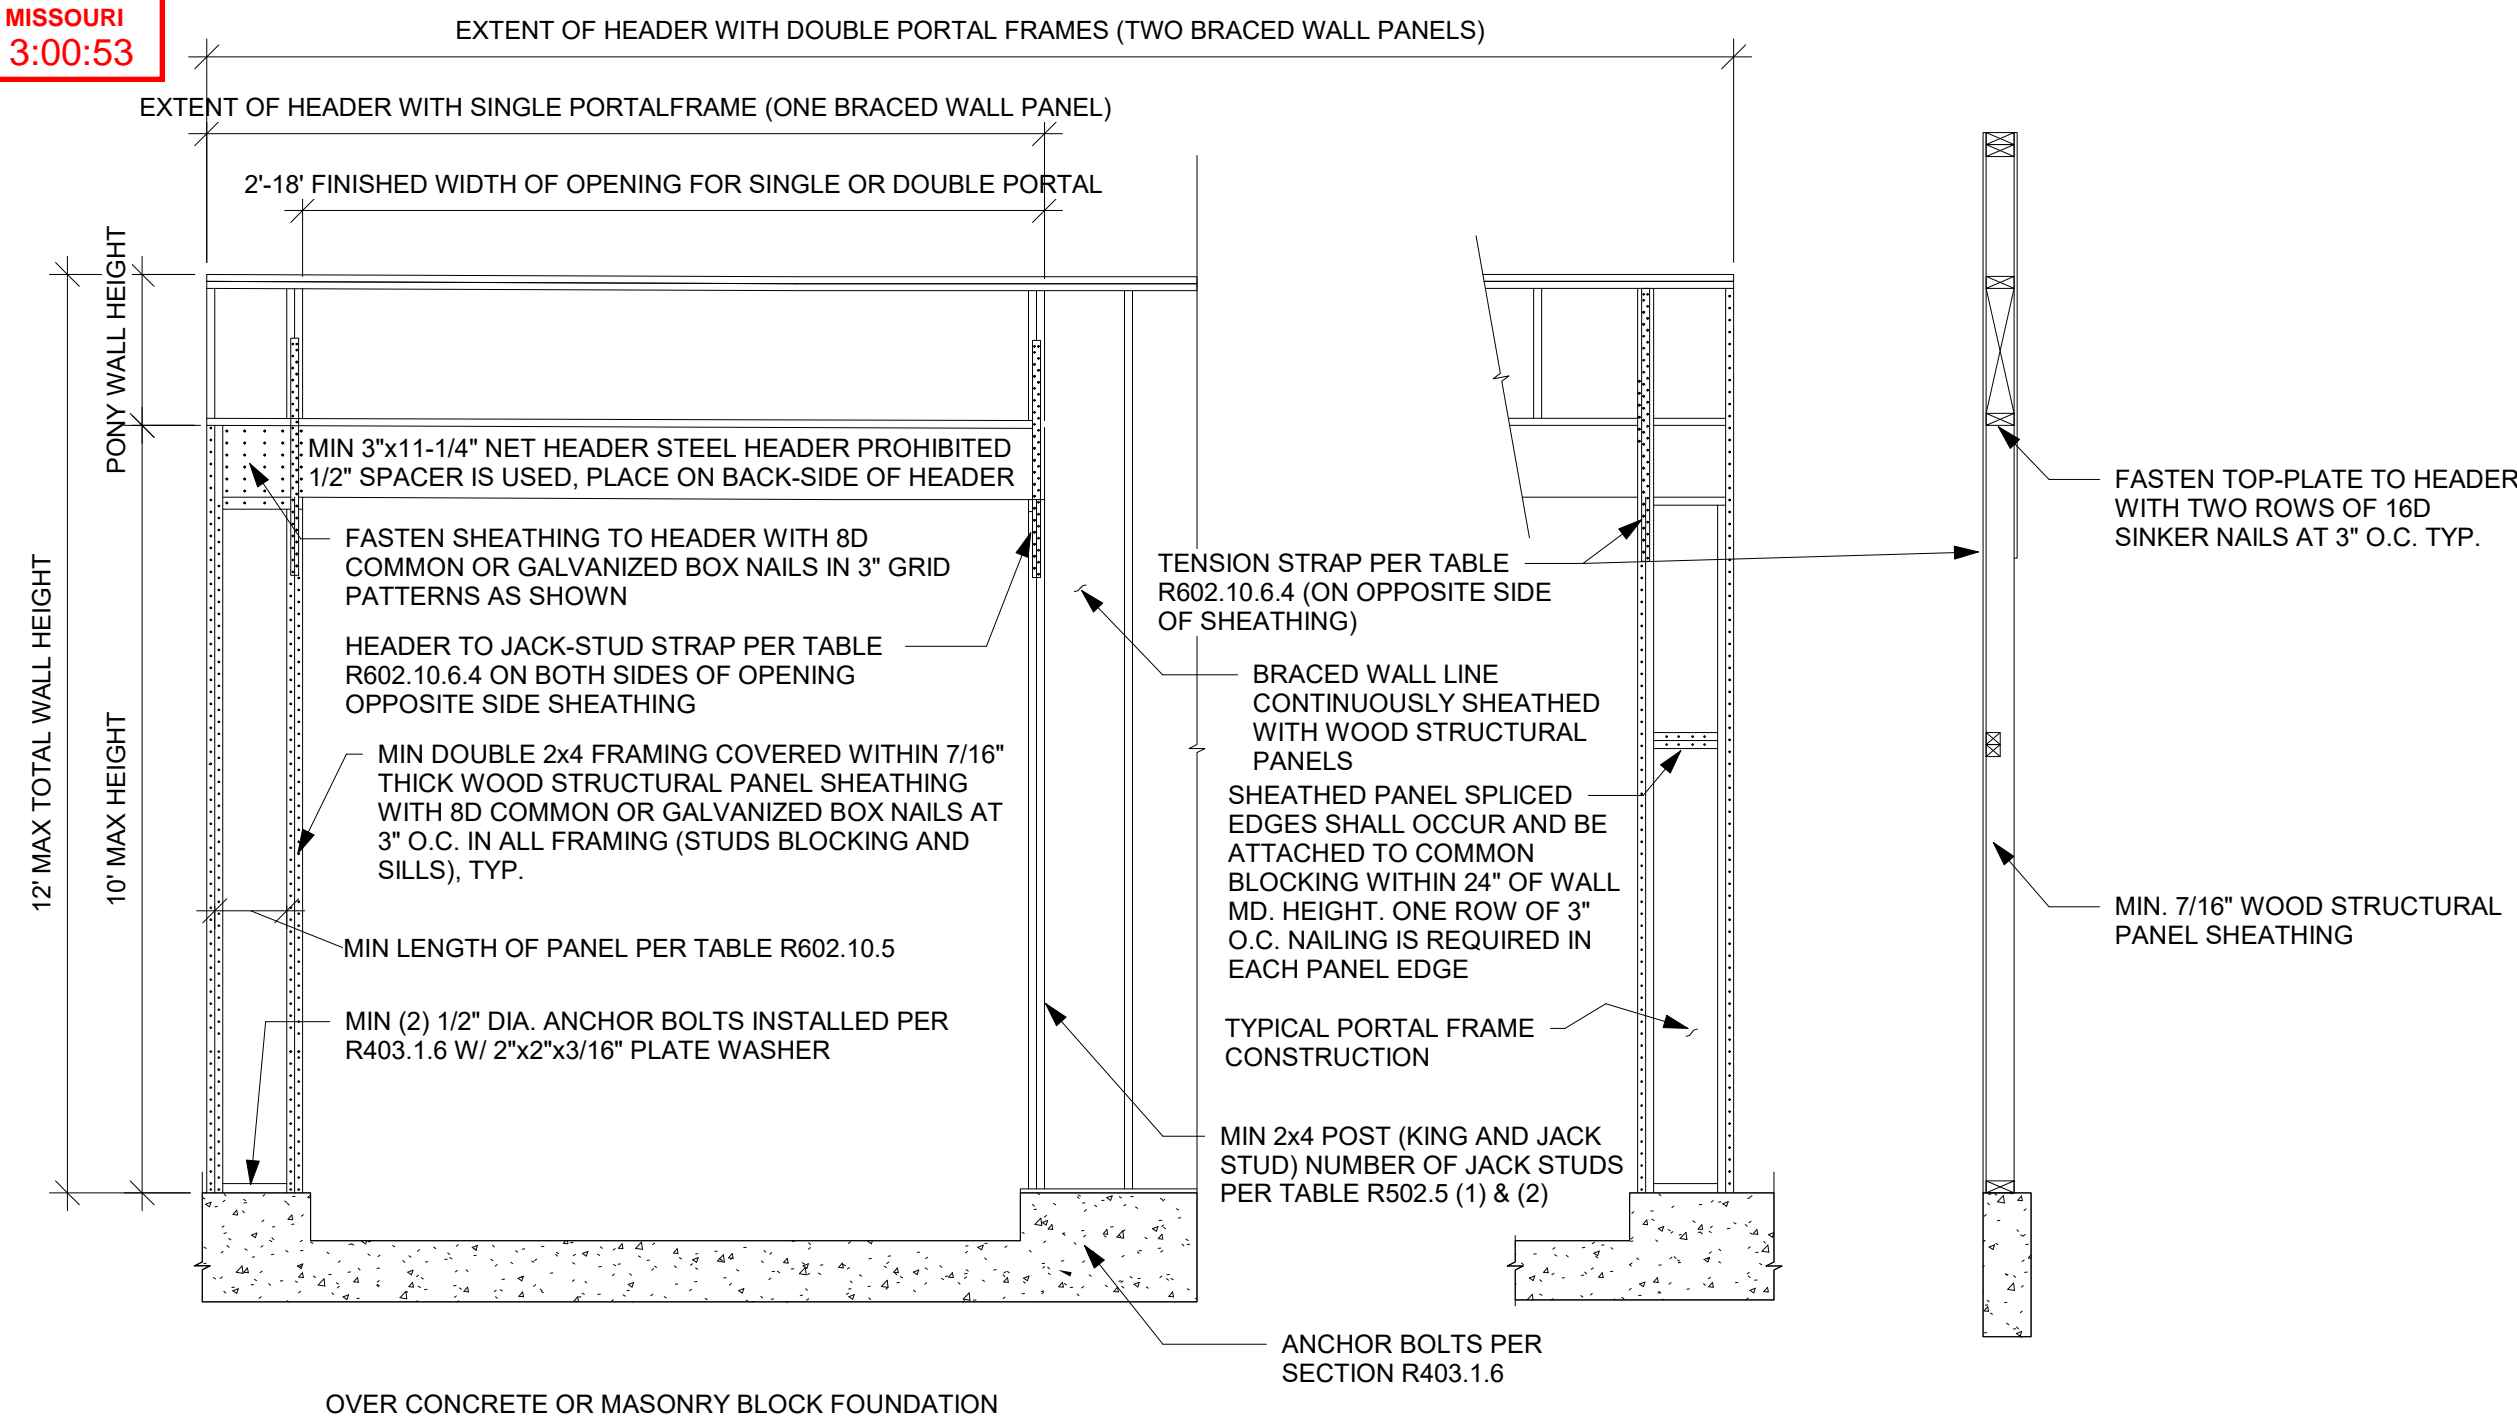 MISSOURI
3:00:53
EXTENT OF HEADER WITH DOUBLE PORTAL FRAMES (TWO BRACED WALL PANELS)
EXTENT OF HEADER WITH SINGLE PORTALFRAME (ONE BRACED WALL PANEL)
2'-18' FINISHED WIDTH OF OPENING FOR SINGLE OR DOUBLE PORTAL
PONY WALL HEIGHT
12' MAX TOTAL WALL HEIGHT
10' MAX HEIGHT
MIN 3"x11-1/4" NET HEADER STEEL HEADER PROHIBITED
1/2" SPACER IS USED, PLACE ON BACK-SIDE OF HEADER
FASTEN SHEATHING TO HEADER WITH 8D
COMMON OR GALVANIZED BOX NAILS IN 3" GRID
PATTERNS AS SHOWN
HEADER TO JACK-STUD STRAP PER TABLE
R602.10.6.4 ON BOTH SIDES OF OPENING
OPPOSITE SIDE SHEATHING
MIN DOUBLE 2x4 FRAMING COVERED WITHIN 7/16"
THICK WOOD STRUCTURAL PANEL SHEATHING
WITH 8D COMMON OR GALVANIZED BOX NAILS AT
3" O.C. IN ALL FRAMING (STUDS BLOCKING AND
SILLS), TYP.
MIN LENGTH OF PANEL PER TABLE R602.10.5
MIN (2) 1/2" DIA. ANCHOR BOLTS INSTALLED PER
R403.1.6 W/ 2"x2"x3/16" PLATE WASHER
TENSION STRAP PER TABLE
R602.10.6.4 (ON OPPOSITE SIDE
OF SHEATHING)
BRACED WALL LINE
CONTINUOUSLY SHEATHED
WITH WOOD STRUCTURAL
PANELS
SHEATHED PANEL SPLICED
EDGES SHALL OCCUR AND BE
ATTACHED TO COMMON
BLOCKING WITHIN 24" OF WALL
MD. HEIGHT. ONE ROW OF 3"
O.C. NAILING IS REQUIRED IN
EACH PANEL EDGE
TYPICAL PORTAL FRAME
CONSTRUCTION
MIN 2x4 POST (KING AND JACK
STUD) NUMBER OF JACK STUDS
PER TABLE R502.5 (1) & (2)
ANCHOR BOLTS PER
SECTION R403.1.6
FASTEN TOP-PLATE TO HEADER
WITH TWO ROWS OF 16D
SINKER NAILS AT 3" O.C. TYP.
MIN. 7/16" WOOD STRUCTURAL
PANEL SHEATHING
OVER CONCRETE OR MASONRY BLOCK FOUNDATION